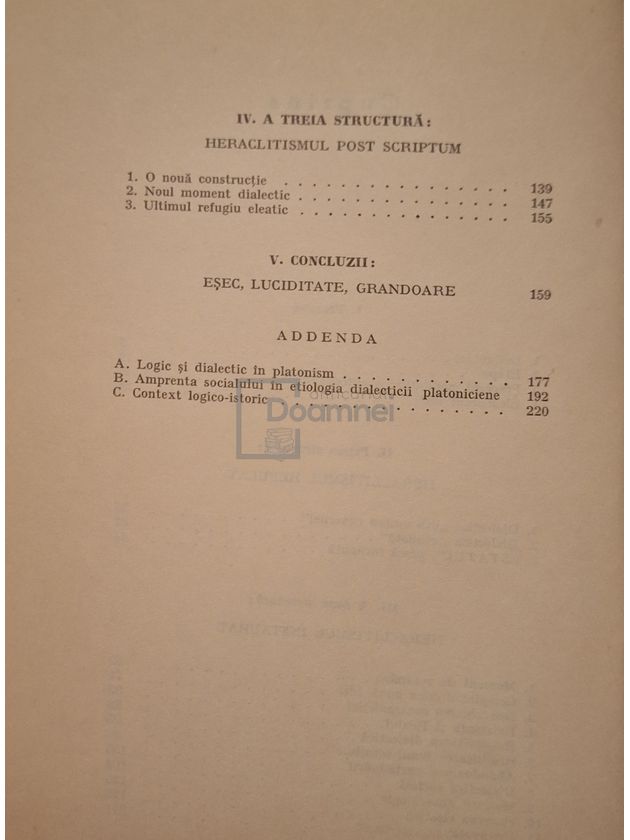 IV. A TREIA STRUCTURĂ:
HERACLITISMUL POST SCRIPTUM
1. O nouă construcție . . . . . . . . . . . . . . . . 139
2. Noul moment dialectic . . . . . . . . . . . . . . . 147
3. Ultimul refugiu eleatic . . . . . . . . . . . . . . . 155
V. CONCLUZII:
EȘEC, LUCIDITATE, GRANDOARE 159
ADDENDA
A. Logic și dialectic în platonism . . . . . . . . . . . . 177
B. Amprenta socialului în etiologia dialecticii platoniciene 192
C. Context logico-istoric . . . . . . . . . . . . . . . . 220
anticariat
Doamnei